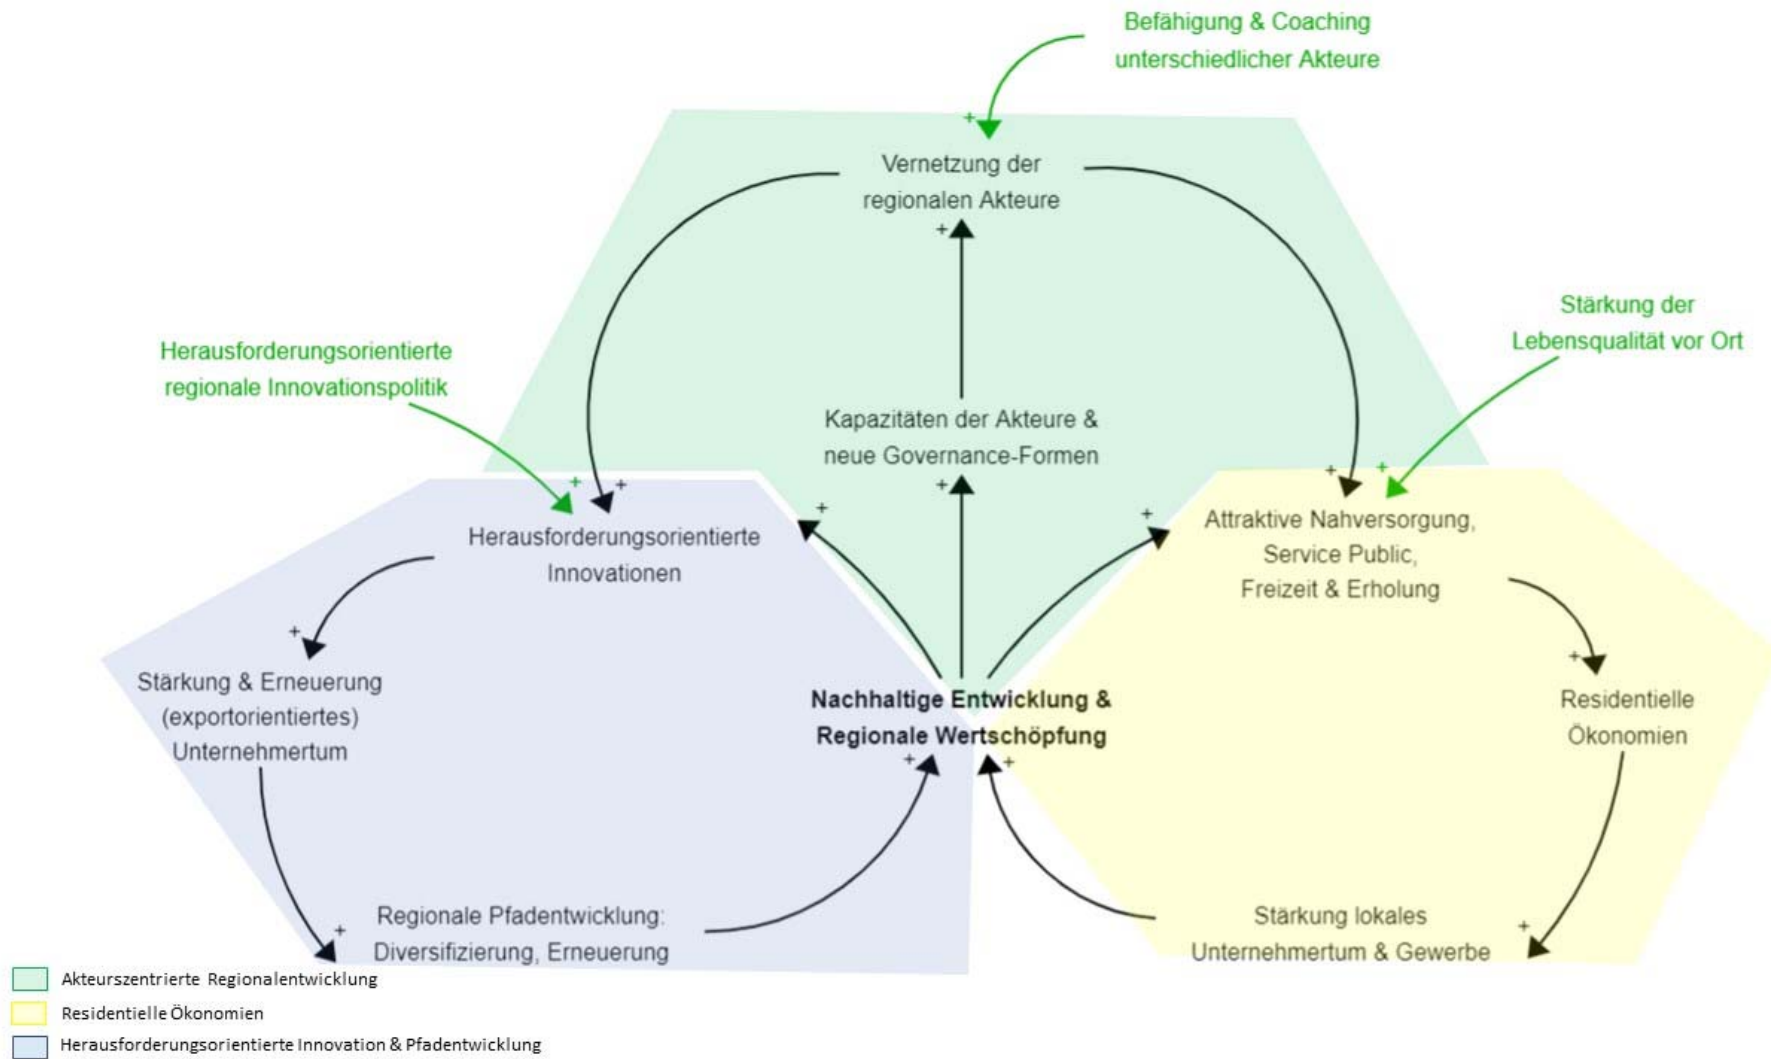 Befähigung & Coaching
unterschiedlicher Akteure
+
Vernetzung der
regionalen Akteure
+
Stärkung der
Lebensqualität vor Ort
Herausforderungsorientierte
regionale Innovationspolitik
Kapazitäten der Akteure &
neue Governance-Formen
+
+
+
+
+
+
+
Herausforderungsorientierte
Innovationen
Attraktive Nahversorgung,
Service Public,
Freizeit & Erholung
+
+
Stärkung & Erneuerung
(exportorientiertes)
Unternehmertum
Nachhaltige Entwicklung &
Regionale Wertschöpfung
Residentielle
Ökonomien
+
+
+
Regionale Pfadentwicklung:
Diversifizierung, Erneuerung
+
Stärkung lokales
Unternehmertum & Gewerbe
Akteurszentrierte Regionalentwicklung
Residentielle Ökonomien
Herausforderungsorientierte Innovation & Pfadentwicklung